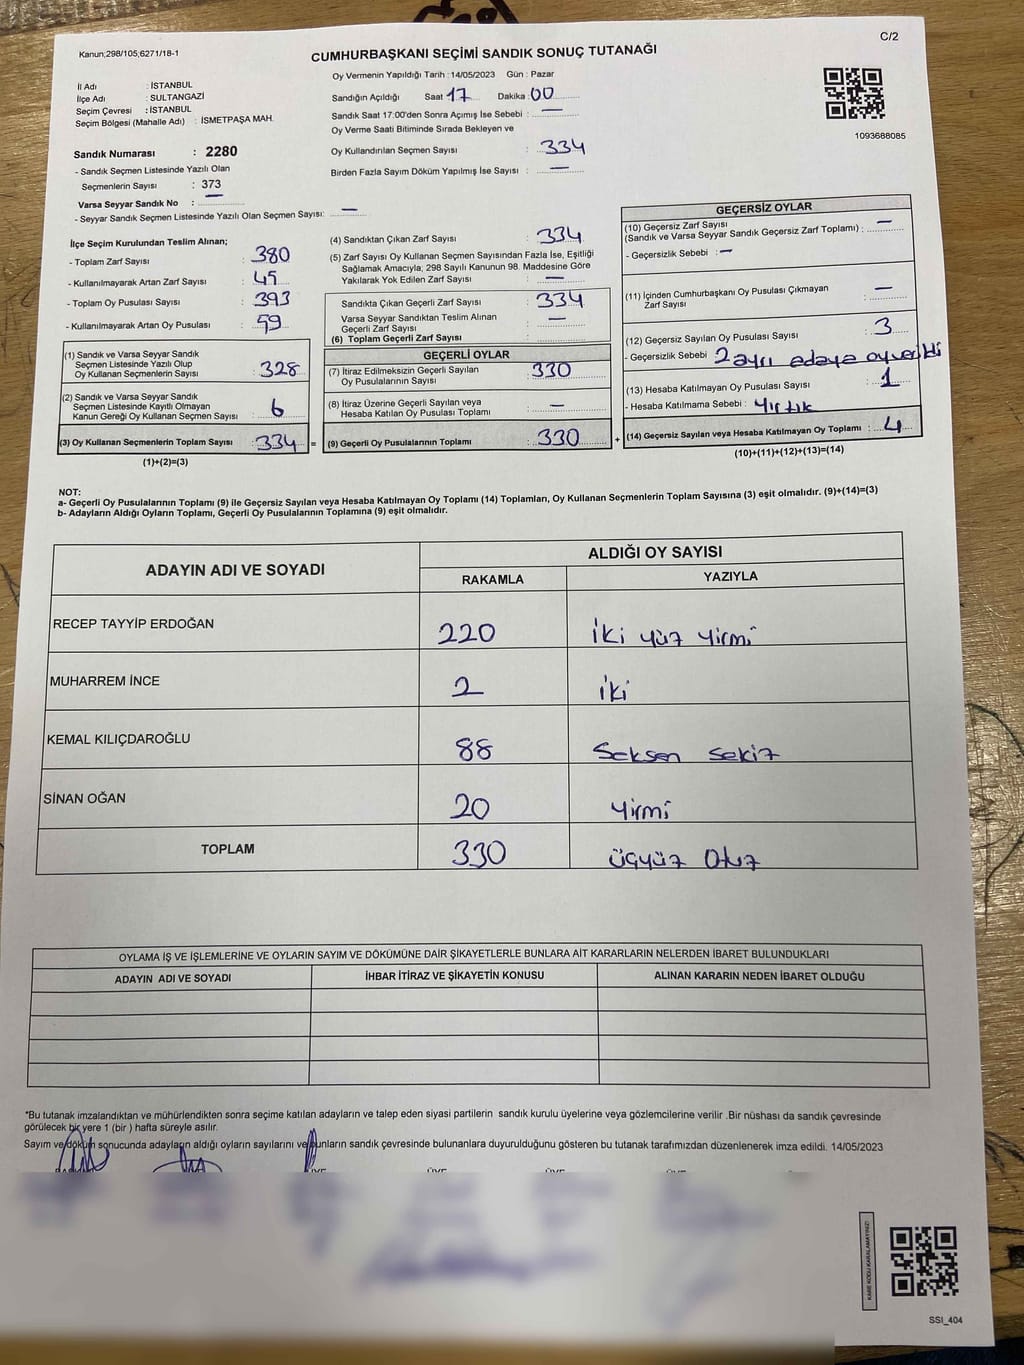 C/2
Kanun;298/105;6271/18-1
CUMHURBAŞKANI SEÇİMİ SANDIK SONUÇ TUTANAĞI
İl Adı : İSTANBUL
İlçe Adı : SULTANGAZİ
Seçim Çevresi : İSTANBUL
Seçim Bölgesi (Mahalle Adı) : İSMETPAŞA MAH.
Sandık Numarası : 2280
- Sandık Seçmen Listesinde Yazılı Olan
Seçmenlerin Sayısı : 373
Varsa Seyyar Sandık No : —
- Seyyar Sandık Seçmen Listesinde Yazılı Olan Seçmen Sayısı: —
Oy Vermenin Yapıldığı Tarih : 14/05/2023 Gün : Pazar
Sandığın Açıldığı Saat 17 Dakika : 00
Sandık Saat 17:00'den Sonra Açımış İse Sebebi : —
Oy Verme Saati Bitiminde Sırada Bekleyen ve
Oy Kullandırılan Seçmen Sayısı : 334
Birden Fazla Sayım Döküm Yapılmış İse Sayısı : —
1093688085
İlçe Seçim Kurulundan Teslim Alınan;
- Toplam Zarf Sayısı : 380
- Kullanılmayarak Artan Zarf Sayısı : 45
- Toplam Oy Pusulası Sayısı : 393
- Kullanılmayarak Artan Oy Pusulası : 59
(1) Sandık ve Varsa Seyyar Sandık
Seçmen Listesinde Yazılı Olup
Oy Kullanan Seçmenlerin Sayısı : 328
(2) Sandık ve Varsa Seyyar Sandık
Seçmen Listesinde Kayıtlı Olmayan
Kanun Gereği Oy Kullanan Seçmen Sayısı : 6
(3) Oy Kullanan Seçmenlerin Toplam Sayısı : 334 =
(1)+(2)=(3)
(4) Sandıktan Çıkan Zarf Sayısı : 334
(5) Zarf Sayısı Oy Kullanan Seçmen Sayısından Fazla İse, Eşitliği
Sağlamak Amacıyla, 298 Sayılı Kanunun 98. Maddesine Göre
Yakılarak Yok Edilen Zarf Sayısı : —
Sandıkta Çıkan Geçerli Zarf Sayısı : 334
Varsa Seyyar Sandıktan Teslim Alınan
Geçerli Zarf Sayısı : —
(6) Toplam Geçerli Zarf Sayısı :
GEÇERLİ OYLAR
(7) İtiraz Edilmeksizin Geçerli Sayılan
Oy Pusulalarının Sayısı : 330
(8) İtiraz Üzerine Geçerli Sayılan veya
Hesaba Katılan Oy Pusulası Toplamı : —
(9) Geçerli Oy Pusulalarının Toplamı : 330 +
GEÇERSİZ OYLAR
(10) Geçersiz Zarf Sayısı
(Sandık ve Varsa Seyyar Sandık Geçersiz Zarf Toplamı) : —
- Geçersizlik Sebebi : —
(11) İçinden Cumhurbaşkanı Oy Pusulası Çıkmayan
Zarf Sayısı : —
(12) Geçersiz Sayılan Oy Pusulası Sayısı : 3
- Geçersizlik Sebebi 2 ayrı adaya oy verildi
(13) Hesaba Katılmayan Oy Pusulası Sayısı : 1
- Hesaba Katılmama Sebebi : Yırtık
(14) Geçersiz Sayılan veya Hesaba Katılmayan Oy Toplamı : 4
(10)+(11)+(12)+(13)=(14)
NOT:
a- Geçerli Oy Pusulalarının Toplamı (9) ile Geçersiz Sayılan veya Hesaba Katılmayan Oy Toplamı (14) Toplamları, Oy Kullanan Seçmenlerin Toplam Sayısına (3) eşit olmalıdır. (9)+(14)=(3)
b- Adayların Aldığı Oyların Toplamı, Geçerli Oy Pusulalarının Toplamına (9) eşit olmalıdır.
ADAYIN ADI VE SOYADI ALDIĞI OY SAYISI
RAKAMLA YAZIYLA
RECEP TAYYİP ERDOĞAN 220 İki yüz Yirmi
MUHARREM İNCE 2 iki
KEMAL KILIÇDAROĞLU 88 Seksen sekiz
SİNAN OĞAN 20 Yirmi
TOPLAM 330 üçyüz Otuz
OYLAMA İŞ VE İŞLEMLERİNE VE OYLARIN SAYIM VE DÖKÜMÜNE DAİR ŞİKAYETLERLE BUNLARA AİT KARARLARIN NELERDEN İBARET BULUNDUKLARI
ADAYIN ADI VE SOYADI İHBAR İTİRAZ VE ŞİKAYETİN KONUSU ALINAN KARARIN NEDEN İBARET OLDUĞU
*Bu tutanak imzalandıktan ve mühürlendikten sonra seçime katılan adayların ve talep eden siyasi partilerin sandık kurulu üyelerine veya gözlemcilerine verilir .Bir nüshası da sandık çevresinde
görülecek bir yere 1 (bir ) hafta süreyle asılır.
Sayım ve döküm sonucunda adayların aldığı oyların sayılarını ve bunların sandık çevresinde bulunanlara duyurulduğunu gösteren bu tutanak tarafımızdan düzenlenerek imza edildi. 14/05/2023
KARE KODU KARALAMAYINIZ!
SSİ_404